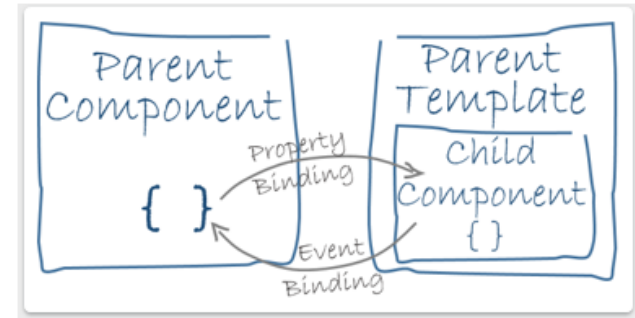 Parent
Component
{ }
Property
Binding
Event
Binding
Parent
Template
Child
Component
{ }